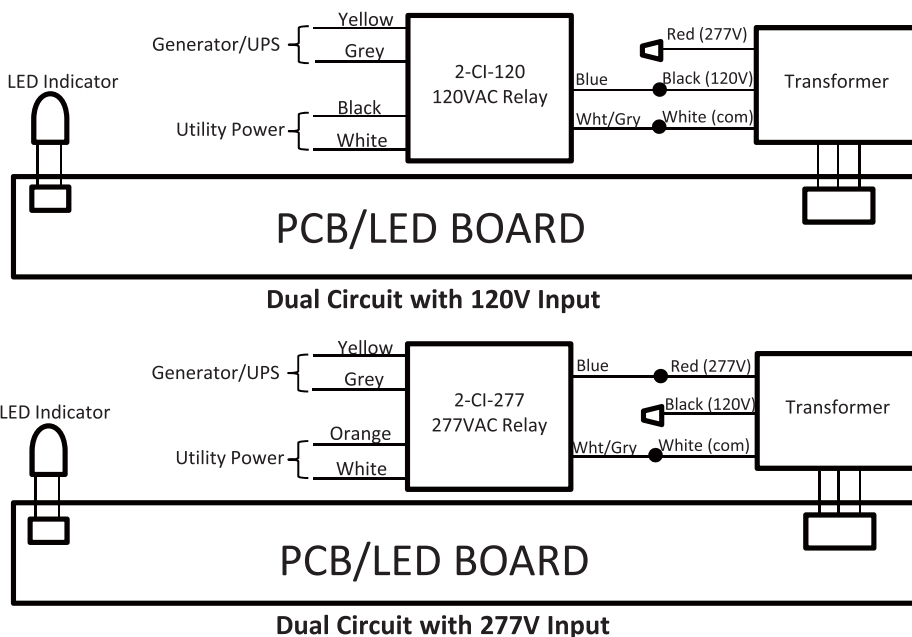 Yellow
Generator/UPS
Grey
LED Indicator
Black
Utility Power
White
2-CI-120
120VAC Relay
Blue
Wht/Gry
Red (277V)
Black (120V)
White (com)
Transformer
PCB/LED BOARD
Dual Circuit with 120V Input
Yellow
Generator/UPS
Grey
LED Indicator
Orange
Utility Power
White
2-CI-277
277VAC Relay
Blue
Wht/Gry
Red (277V)
Black (120V)
White (com)
Transformer
PCB/LED BOARD
Dual Circuit with 277V Input